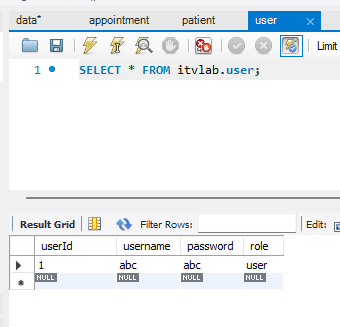 data* appointment patient user
Limit
1 SELECT * FROM itvlab.user;
Result Grid Filter Rows: Edit:
userId username password role
1 abc abc user
NULL NULL NULL NULL